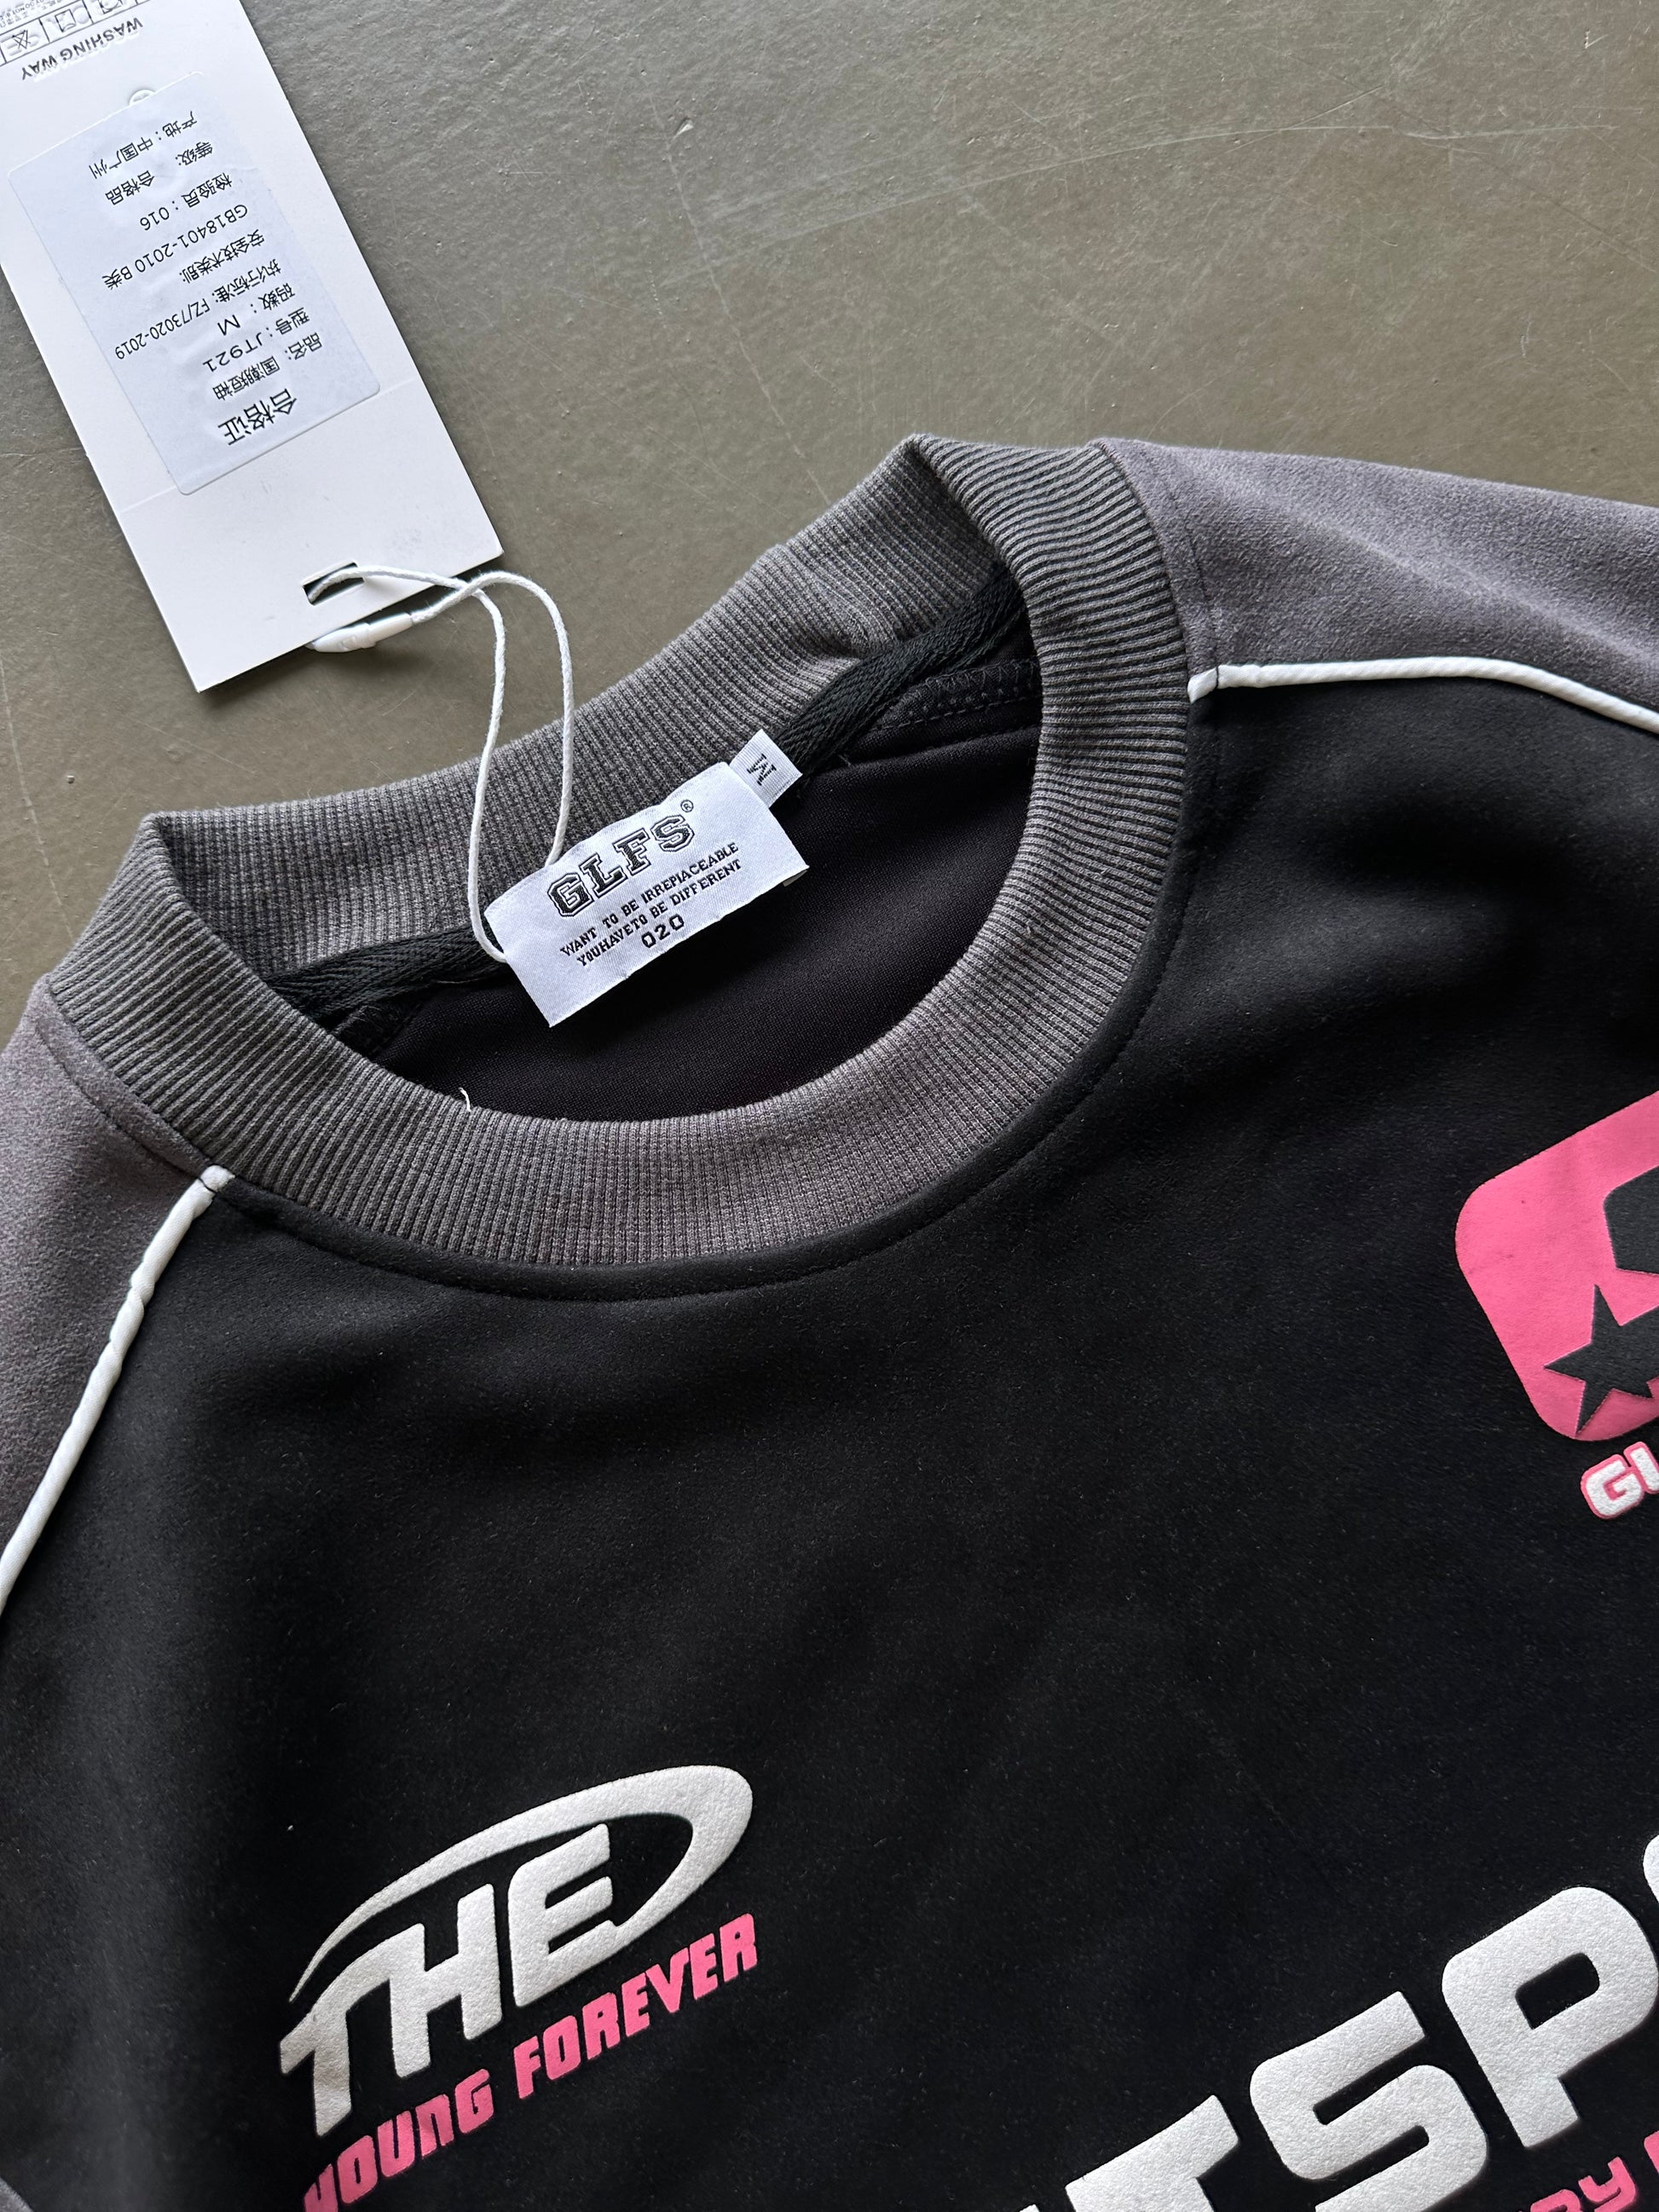 WASHING WAY
合格证
品名: 国潮短袖
型号: JT921
码数: M
执行标准: FZ/73020-2019
安全技术类别:
GB18401-2010 B类
检验员: 016
等级: 合格品
产地: 中国广州
M
GLFS®
WANT TO BE IRREPIACEABLE
YOUHAVETO BE DIFFERENT
020
THE
YOUNG FOREVER
TSP